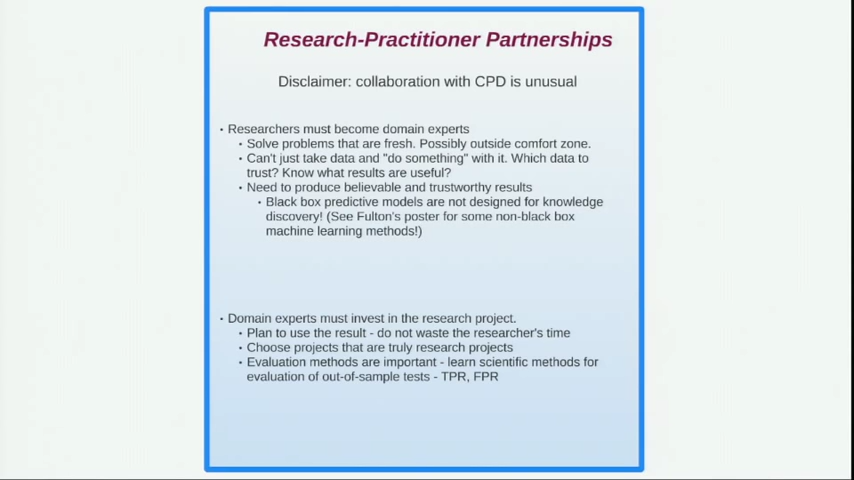 Research-Practitioner Partnerships
Disclaimer: collaboration with CPD is unusual
• Researchers must become domain experts
• Solve problems that are fresh. Possibly outside comfort zone.
• Can't just take data and "do something" with it. Which data to
trust? Know what results are useful?
• Need to produce believable and trustworthy results
• Black box predictive models are not designed for knowledge
discovery! (See Fulton's poster for some non-black box
machine learning methods!)
• Domain experts must invest in the research project.
• Plan to use the result - do not waste the researcher's time
• Choose projects that are truly research projects
• Evaluation methods are important - learn scientific methods for
evaluation of out-of-sample tests - TPR, FPR